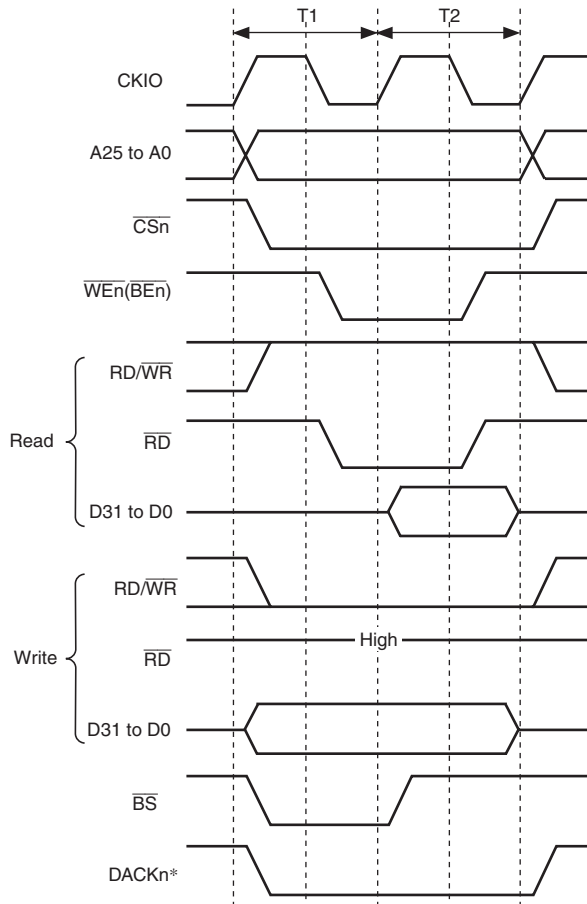 T1 T2
CKIO
A25 to A0
CSn
WEn(BEn)
RD/WR
Read
RD
D31 to D0
RD/WR
High
Write
RD
D31 to D0
BS
DACKn*